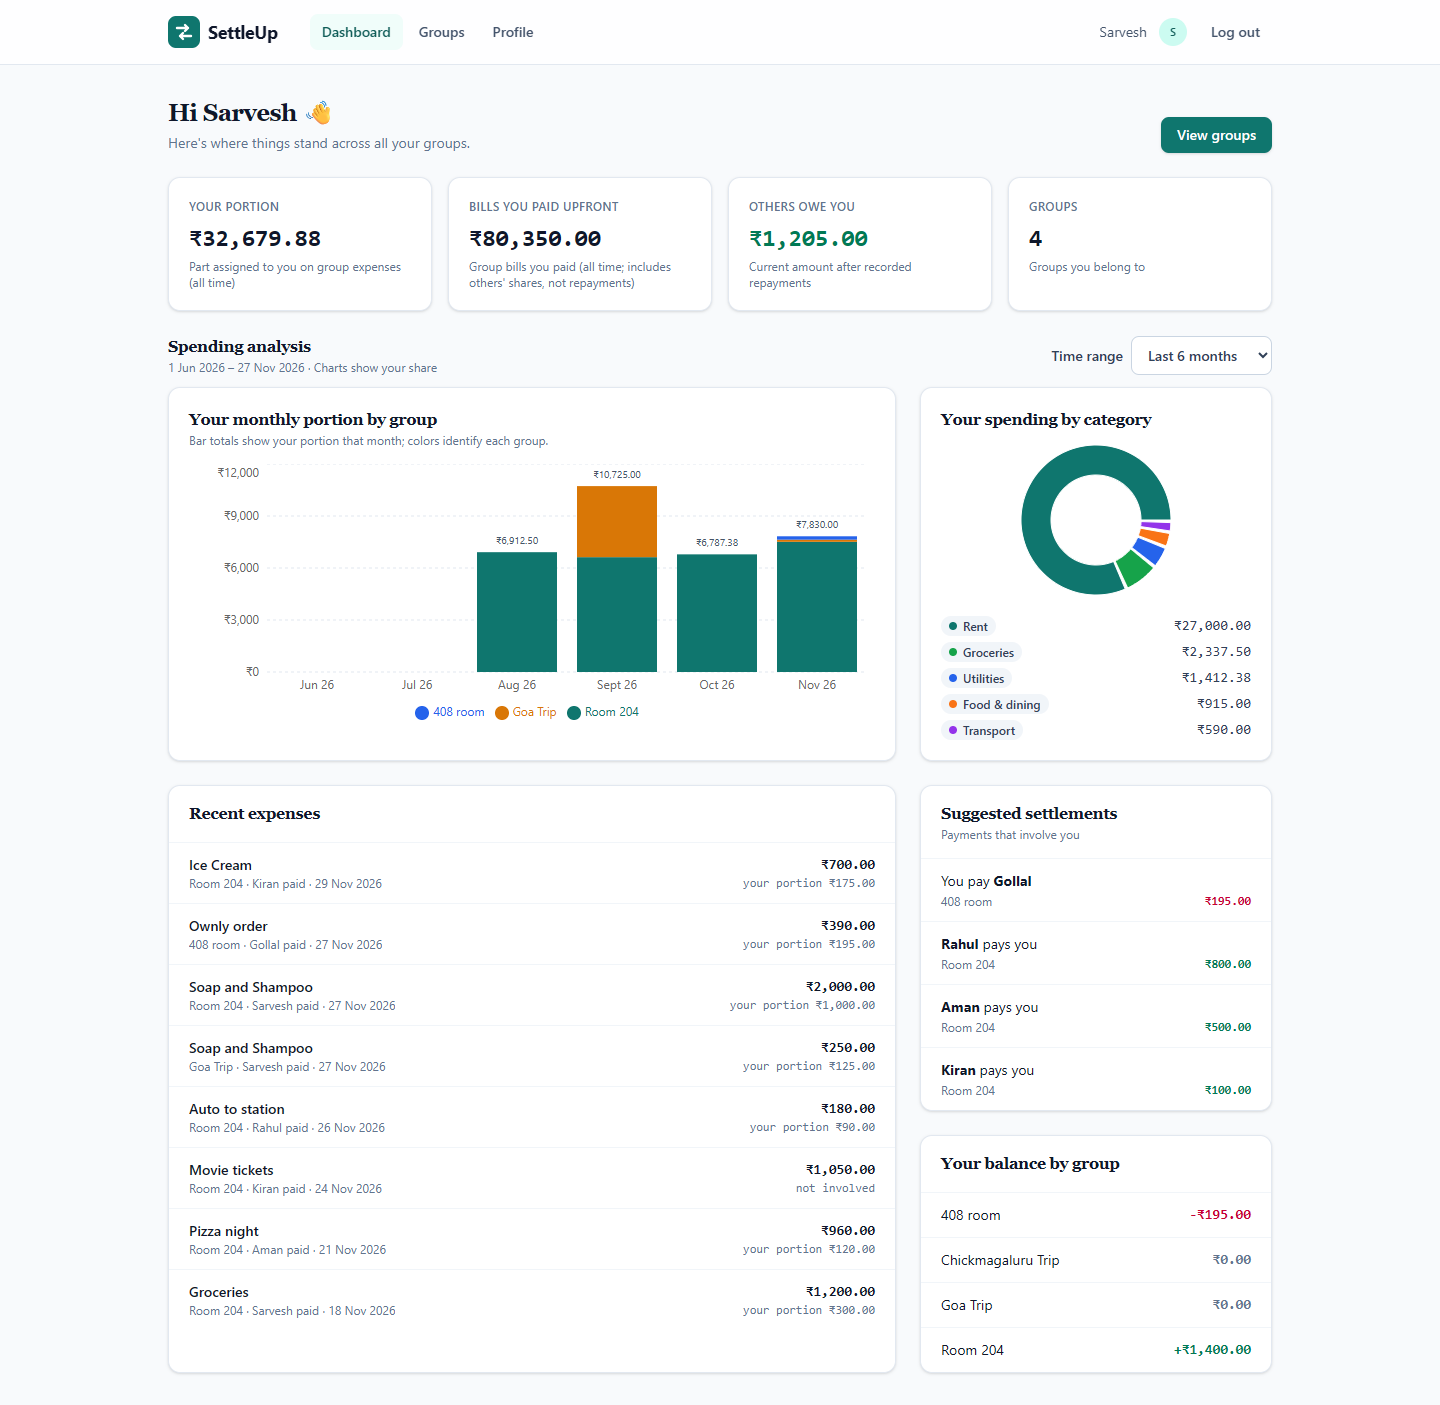 SettleUp
Dashboard
Groups
Profile
Sarvesh
S
Log out
Hi Sarvesh 👋
Here's where things stand across all your groups.
View groups
YOUR PORTION
₹32,679.88
Part assigned to you on group expenses
(all time)
BILLS YOU PAID UPFRONT
₹80,350.00
Group bills you paid (all time; includes
others' shares, not repayments)
OTHERS OWE YOU
₹1,205.00
Current amount after recorded
repayments
GROUPS
4
Groups you belong to
Spending analysis
1 Jun 2026 – 27 Nov 2026 · Charts show your share
Time range
Last 6 months
Your monthly portion by group
Bar totals show your portion that month; colors identify each group.
₹12,000
₹9,000
₹6,000
₹3,000
₹0
₹6,912.50
₹10,725.00
₹6,787.38
₹7,830.00
Jun 26
Jul 26
Aug 26
Sept 26
Oct 26
Nov 26
408 room
Goa Trip
Room 204
Your spending by category
Rent ₹27,000.00
Groceries ₹2,337.50
Utilities ₹1,412.38
Food & dining ₹915.00
Transport ₹590.00
Recent expenses
Ice Cream ₹700.00
Room 204 · Kiran paid · 29 Nov 2026 your portion ₹175.00
Ownly order ₹390.00
408 room · Gollal paid · 27 Nov 2026 your portion ₹195.00
Soap and Shampoo ₹2,000.00
Room 204 · Sarvesh paid · 27 Nov 2026 your portion ₹1,000.00
Soap and Shampoo ₹250.00
Goa Trip · Sarvesh paid · 27 Nov 2026 your portion ₹125.00
Auto to station ₹180.00
Room 204 · Rahul paid · 26 Nov 2026 your portion ₹90.00
Movie tickets ₹1,050.00
Room 204 · Kiran paid · 24 Nov 2026 not involved
Pizza night ₹960.00
Room 204 · Aman paid · 21 Nov 2026 your portion ₹120.00
Groceries ₹1,200.00
Room 204 · Sarvesh paid · 18 Nov 2026 your portion ₹300.00
Suggested settlements
Payments that involve you
You pay Gollal
408 room ₹195.00
Rahul pays you
Room 204 ₹800.00
Aman pays you
Room 204 ₹500.00
Kiran pays you
Room 204 ₹100.00
Your balance by group
408 room -₹195.00
Chickmagaluru Trip ₹0.00
Goa Trip ₹0.00
Room 204 +₹1,400.00